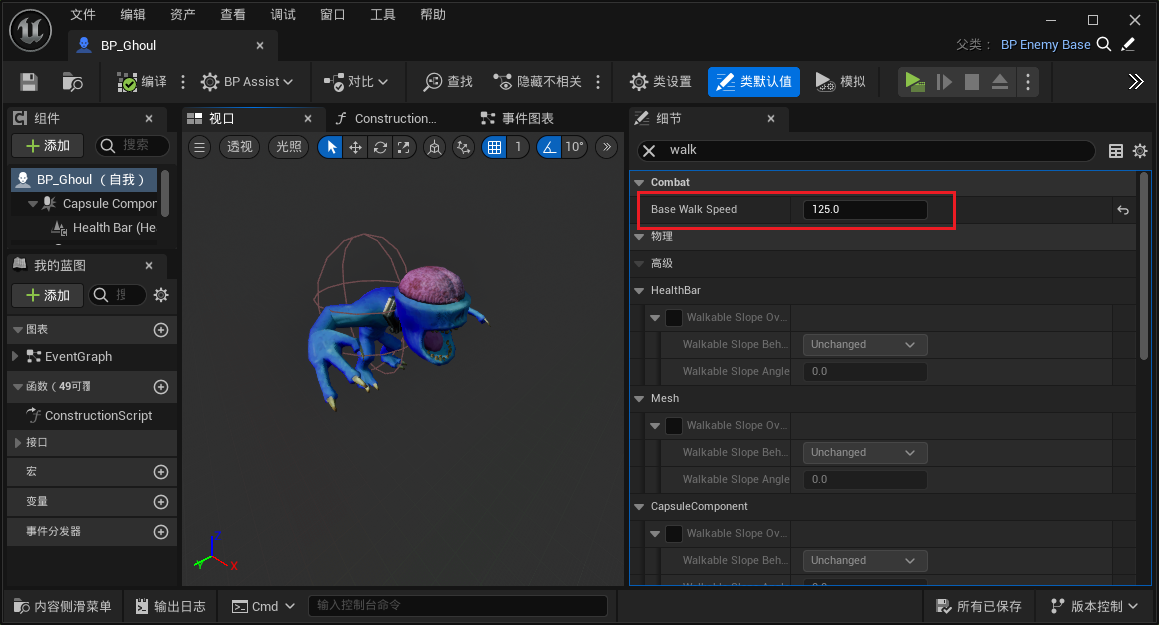 文件 编辑 资产 查看 调试 窗口 工具 帮助
BP_Ghoul
父类： BP Enemy Base
编译 BP Assist 对比 查找 隐藏不相关 类设置 类默认值 模拟
组件
添加 搜索
BP_Ghoul （自我）
Capsule Compor
Health Bar (He
我的蓝图
添加
图表
EventGraph
函数（49可覆
ConstructionScript
接口
宏
变量
事件分发器
视口 Construction... 事件图表
透视 光照 1 10°
Z
X
Y
细节
walk
Combat
Base Walk Speed 125.0
物理
高级
HealthBar
Walkable Slope Ov...
Walkable Slope Beh... Unchanged
Walkable Slope Angle 0.0
Mesh
Walkable Slope Ov...
Walkable Slope Beh... Unchanged
Walkable Slope Angle 0.0
CapsuleComponent
Walkable Slope Ov...
Walkable Slope Beh... Unchanged
内容侧滑菜单 输出日志 Cmd 输入控制台命令 所有已保存 版本控制